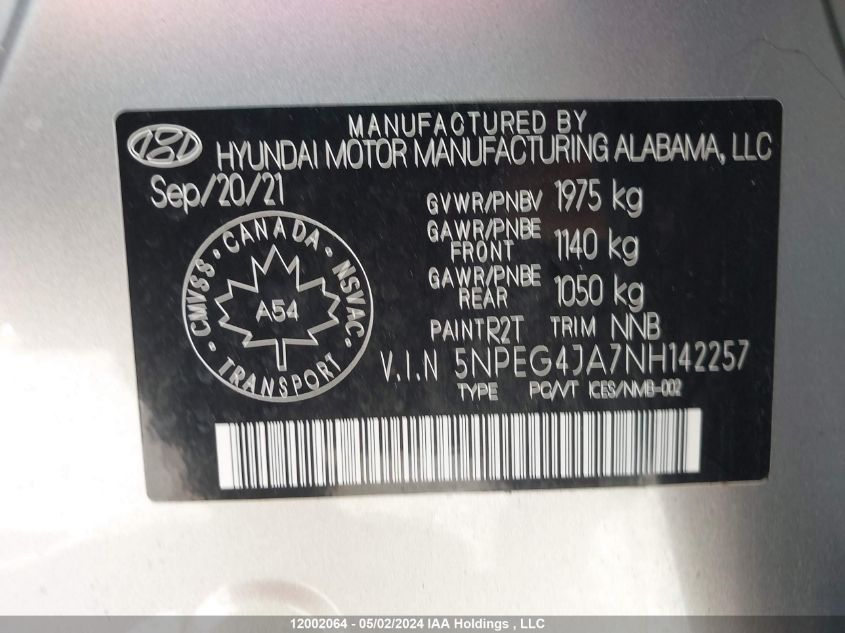 MANUFACTURED BY
HYUNDAI MOTOR MANUFACTURING ALABAMA, LLC
Sep/20/21
GVWR/PNBV 1975 kg
GAWR/PNBE FRONT 1140 kg
GAWR/PNBE REAR 1050 kg
PAINT R2T TRIM NNB
V.I.N 5NPEG4JA7NH142257
TYPE PC/VT ICES/NMB-002
CMVSS - CANADA - NSVAC - TRANSPORT -
A54
12002064 - 05/02/2024 IAA Holdings , LLC